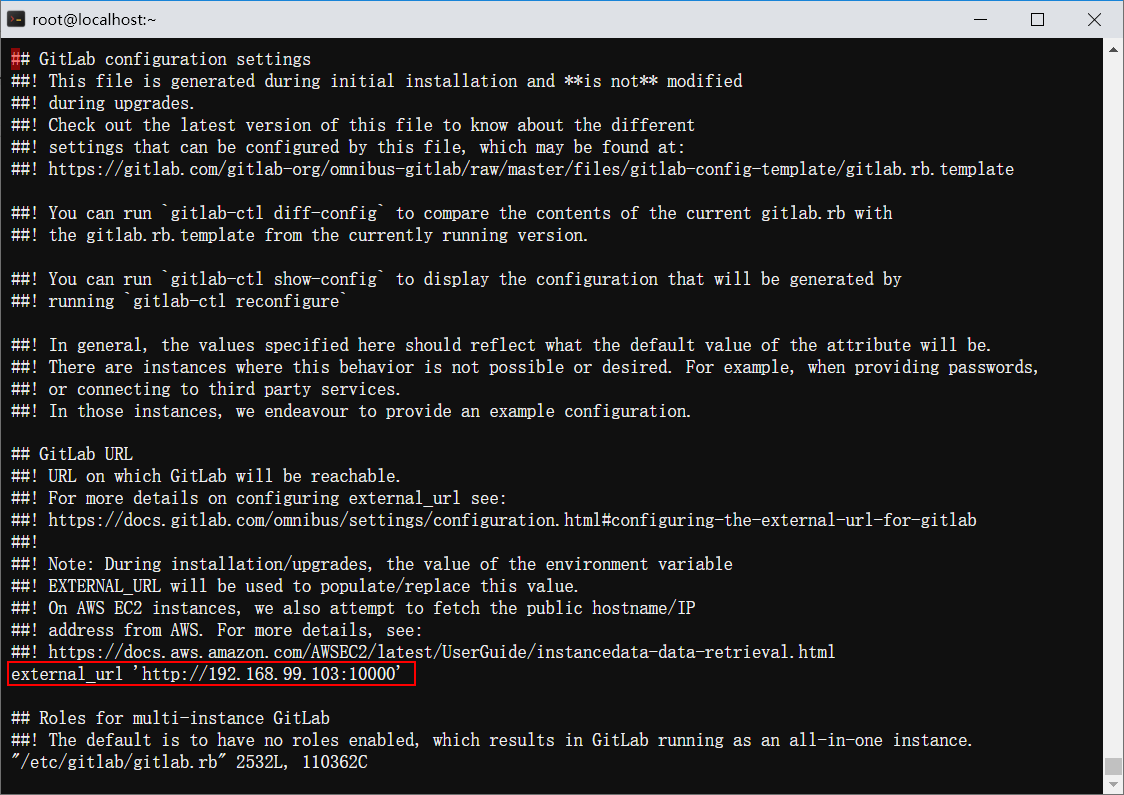 root@localhost:~
## GitLab configuration settings
##! This file is generated during initial installation and **is not** modified
##! during upgrades.
##! Check out the latest version of this file to know about the different
##! settings that can be configured by this file, which may be found at:
##! https://gitlab.com/gitlab-org/omnibus-gitlab/raw/master/files/gitlab-config-template/gitlab.rb.template
##! You can run `gitlab-ctl diff-config` to compare the contents of the current gitlab.rb with
##! the gitlab.rb.template from the currently running version.
##! You can run `gitlab-ctl show-config` to display the configuration that will be generated by
##! running `gitlab-ctl reconfigure`
##! In general, the values specified here should reflect what the default value of the attribute will be.
##! There are instances where this behavior is not possible or desired. For example, when providing passwords,
##! or connecting to third party services.
##! In those instances, we endeavour to provide an example configuration.
## GitLab URL
##! URL on which GitLab will be reachable.
##! For more details on configuring external_url see:
##! https://docs.gitlab.com/omnibus/settings/configuration.html#configuring-the-external-url-for-gitlab
##!
##! Note: During installation/upgrades, the value of the environment variable
##! EXTERNAL_URL will be used to populate/replace this value.
##! On AWS EC2 instances, we also attempt to fetch the public hostname/IP
##! address from AWS. For more details, see:
##! https://docs.aws.amazon.com/AWSEC2/latest/UserGuide/instancedata-data-retrieval.html
external_url 'http://192.168.99.103:10000'
## Roles for multi-instance GitLab
##! The default is to have no roles enabled, which results in GitLab running as an all-in-one instance.
"/etc/gitlab/gitlab.rb" 2532L, 110362C